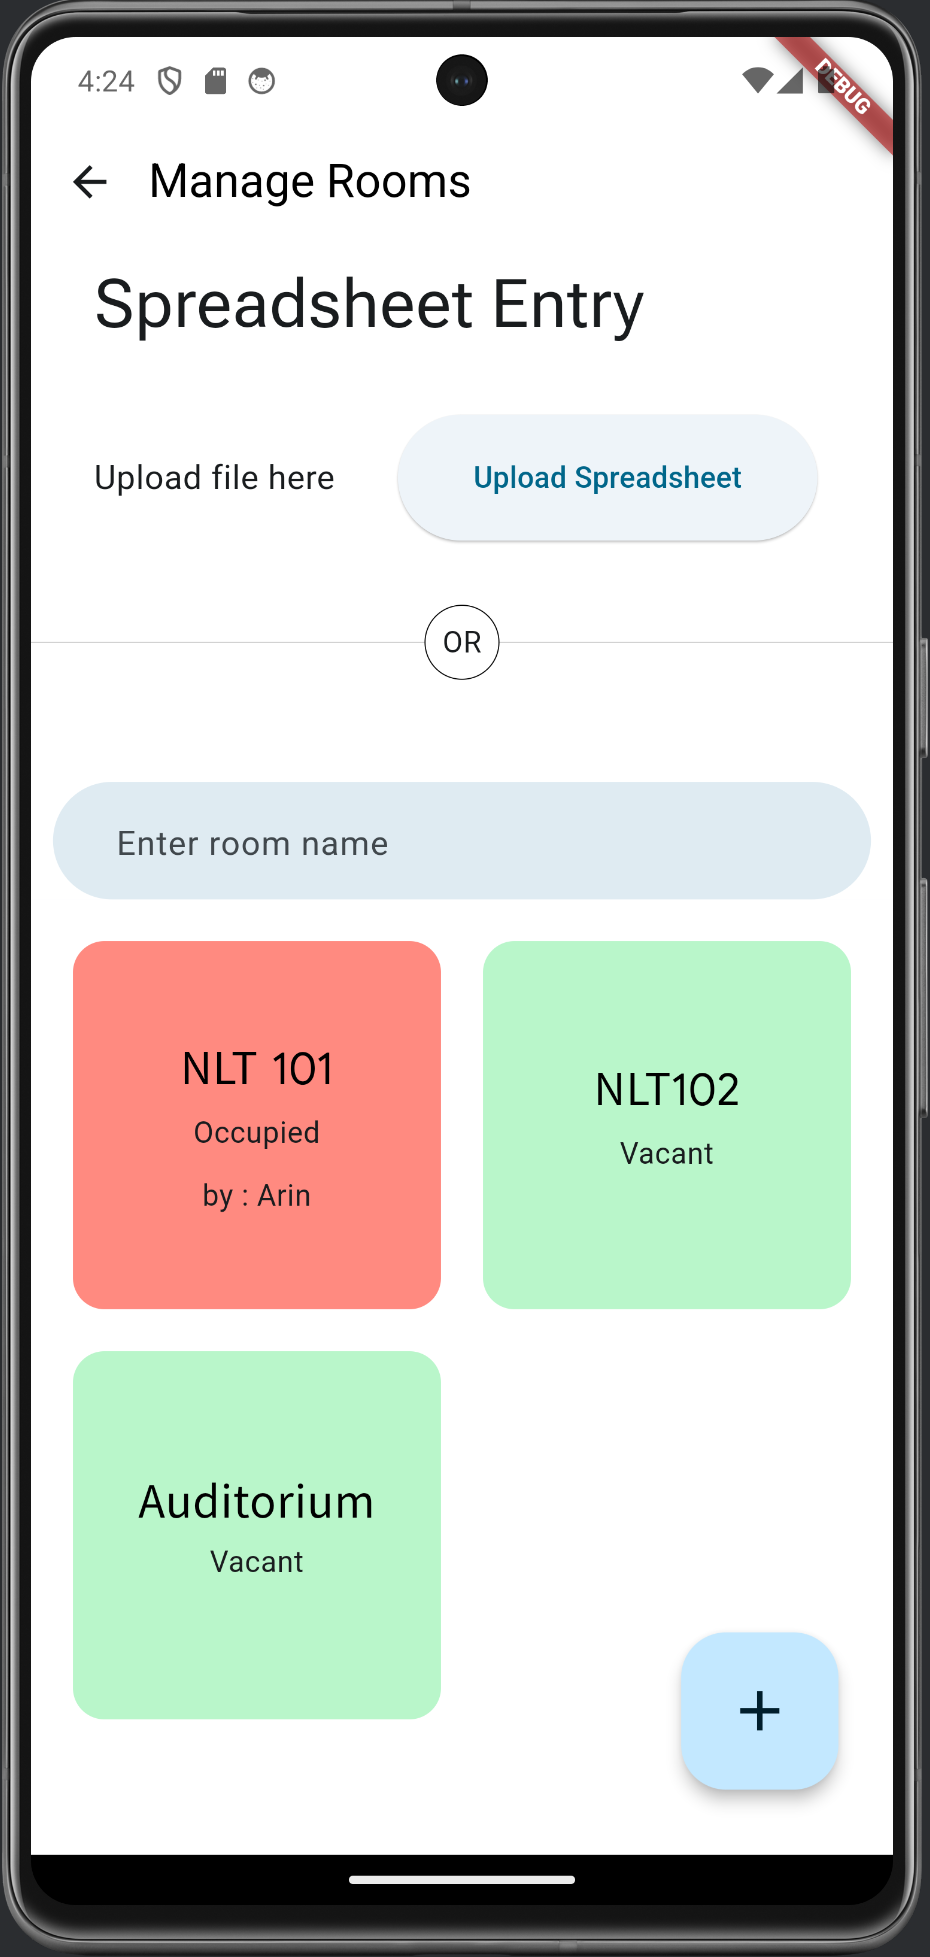 4:24
DEBUG
Manage Rooms
Spreadsheet Entry
Upload file here
Upload Spreadsheet
OR
Enter room name
NLT 101
Occupied
by : Arin
NLT102
Vacant
Auditorium
Vacant